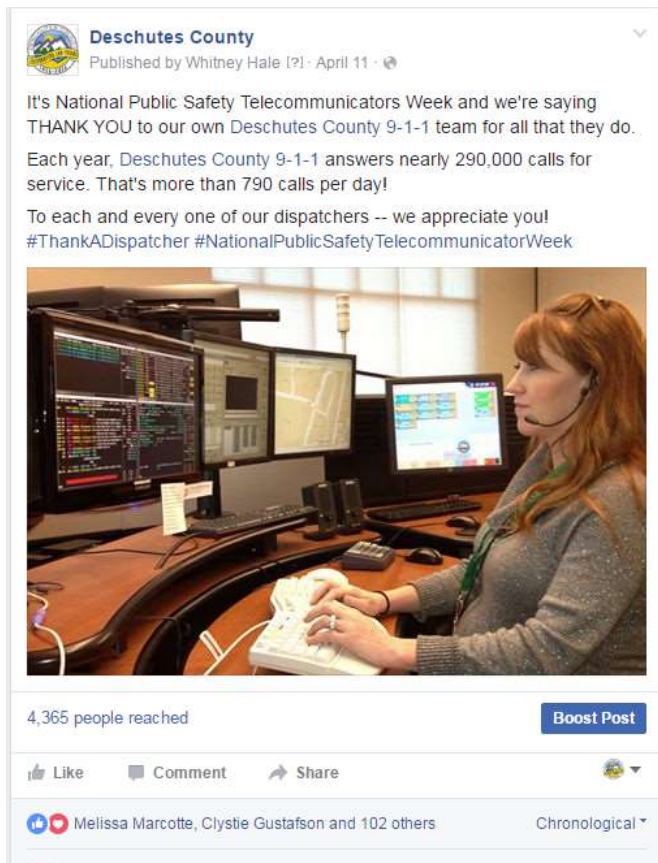 Deschutes County
Published by Whitney Hale [?] · April 11 ·
It's National Public Safety Telecommunicators Week and we're saying
THANK YOU to our own Deschutes County 9-1-1 team for all that they do.
Each year, Deschutes County 9-1-1 answers nearly 290,000 calls for
service. That's more than 790 calls per day!
To each and every one of our dispatchers -- we appreciate you!
#ThankADispatcher #NationalPublicSafetyTelecommunicatorWeek
4,365 people reached
Boost Post
Like Comment Share
Melissa Marcotte, Clystie Gustafson and 102 others
Chronological